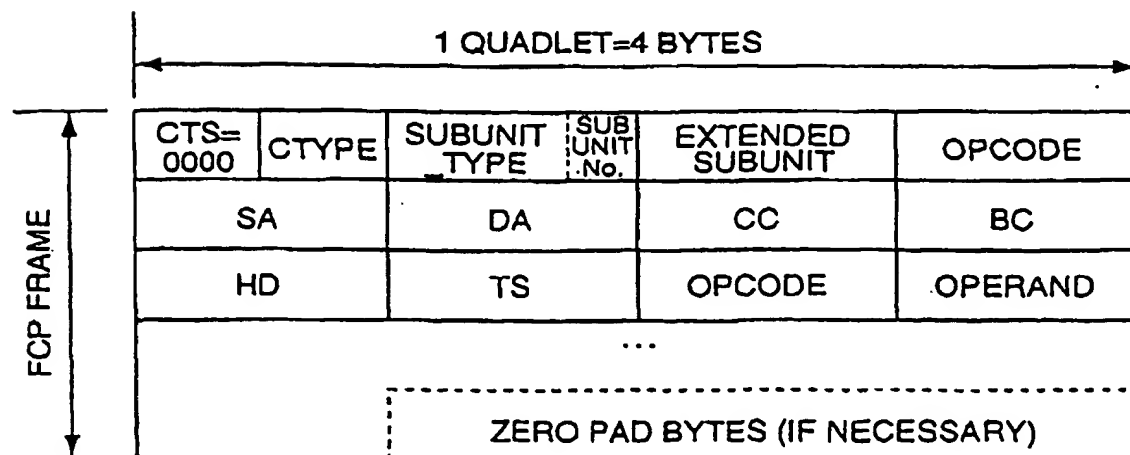 1 QUADLET=4 BYTES
CTS=
0000
CTYPE
SUBUNIT
TYPE
SUB
UNIT
No.
EXTENDED
SUBUNIT
OPCODE
SA
DA
CC
BC
HD
TS
OPCODE
OPERAND
...
ZERO PAD BYTES (IF NECESSARY)
FCP FRAME